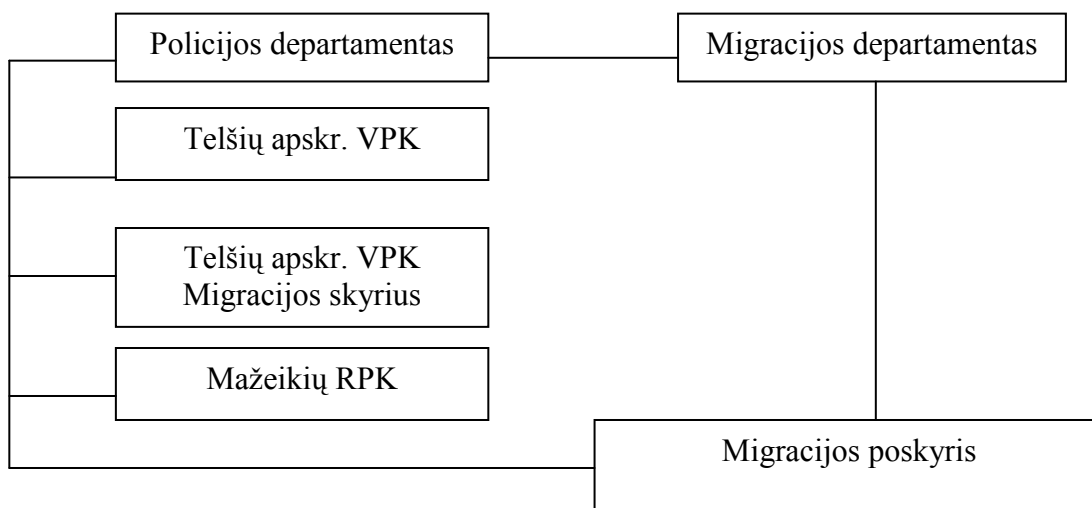 Policijos departamentas
Migracijos departamentas
Telšių apskr. VPK
Telšių apskr. VPK
Migracijos skyrius
Mažeikių RPK
Migracijos poskyris